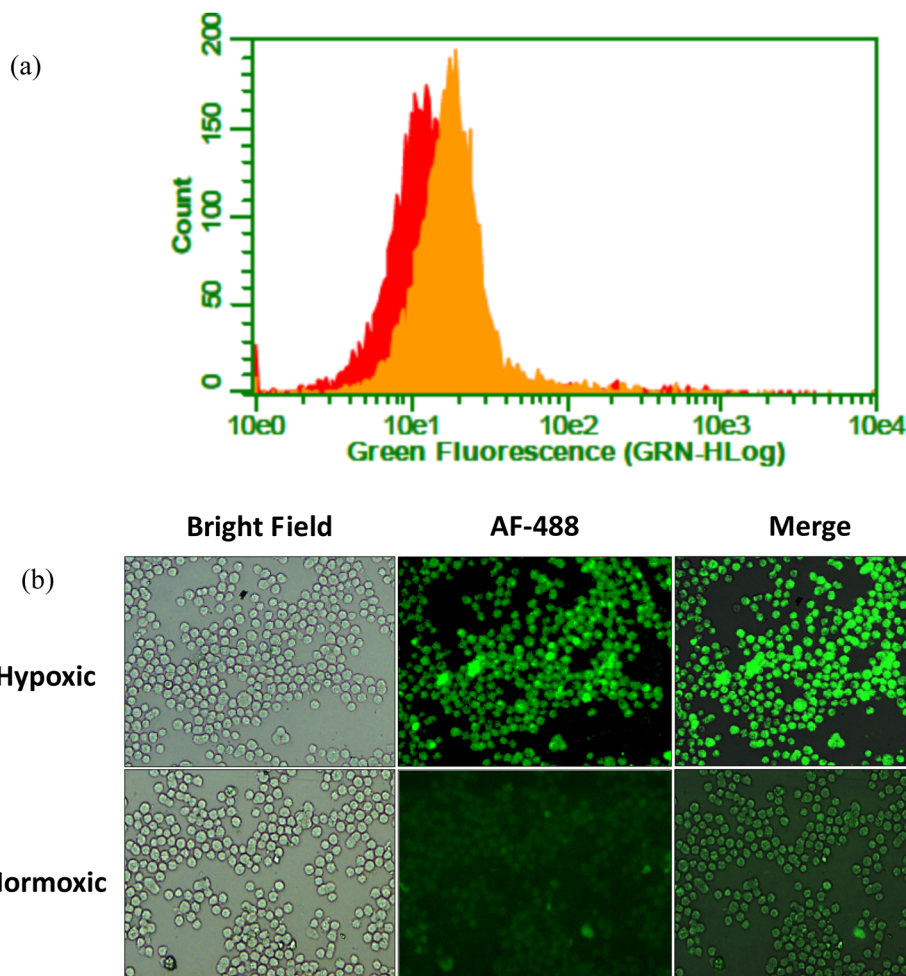 (a)
200
150
100
50
0
Count
10e0 10e1 10e2 10e3 10e4
Green Fluorescence (GRN-HLog)
Bright Field AF-488 Merge
(b)
Hypoxic
Normoxic